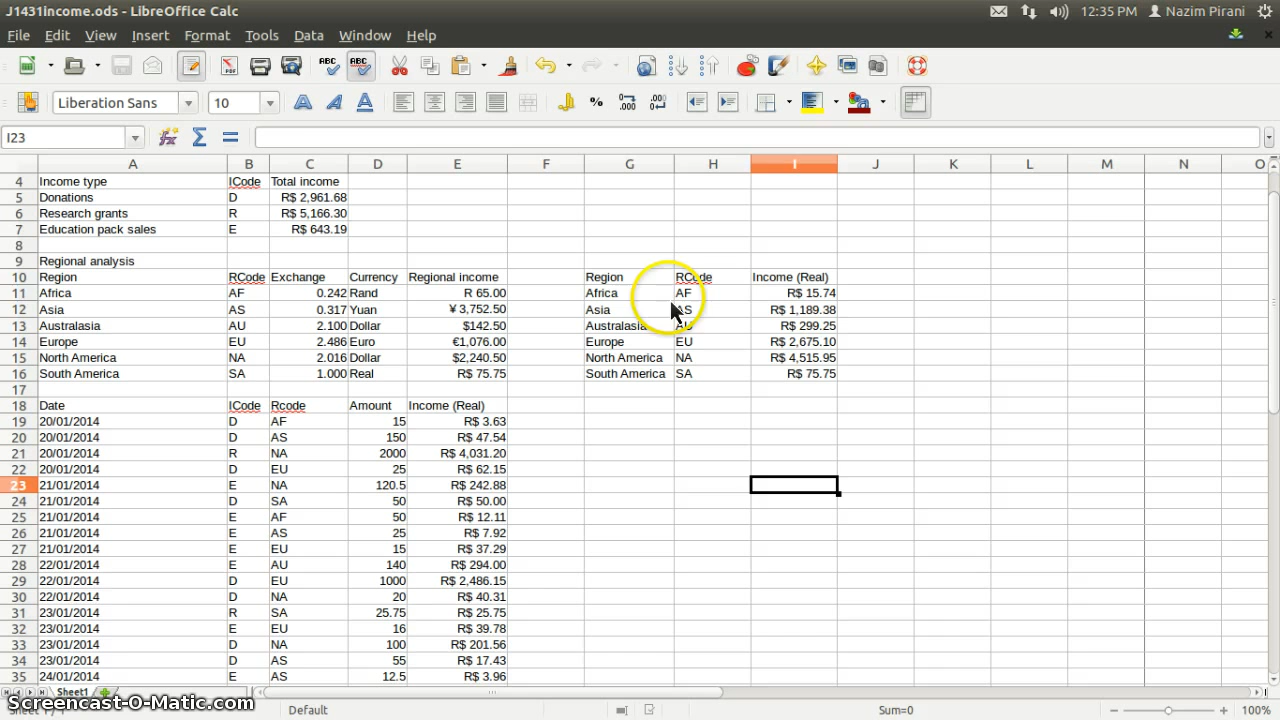 J1431income.ods - LibreOffice Calc 12:35 PM Nazim Pirani
File Edit View Insert Format Tools Data Window Help
Liberation Sans 10
I23
A B C D E F G H I J K L M N O
4 Income type ICode Total income
5 Donations D R$ 2,961.68
6 Research grants R R$ 5,166.30
7 Education pack sales E R$ 643.19
8
9 Regional analysis
10 Region RCode Exchange Currency Regional income Region RCode Income (Real)
11 Africa AF 0.242 Rand R 65.00 Africa AF R$ 15.74
12 Asia AS 0.317 Yuan ¥ 3,752.50 Asia AS R$ 1,189.38
13 Australasia AU 2.100 Dollar $142.50 Australasia AU R$ 299.25
14 Europe EU 2.486 Euro €1,076.00 Europe EU R$ 2,675.10
15 North America NA 2.016 Dollar $2,240.50 North America NA R$ 4,515.95
16 South America SA 1.000 Real R$ 75.75 South America SA R$ 75.75
17
18 Date ICode Rcode Amount Income (Real)
19 20/01/2014 D AF 15 R$ 3.63
20 20/01/2014 D AS 150 R$ 47.54
21 20/01/2014 R NA 2000 R$ 4,031.20
22 20/01/2014 D EU 25 R$ 62.15
23 21/01/2014 E NA 120.5 R$ 242.88
24 21/01/2014 D SA 50 R$ 50.00
25 21/01/2014 E AF 50 R$ 12.11
26 21/01/2014 E AS 25 R$ 7.92
27 21/01/2014 E EU 15 R$ 37.29
28 22/01/2014 E AU 140 R$ 294.00
29 22/01/2014 D EU 1000 R$ 2,486.15
30 22/01/2014 D NA 20 R$ 40.31
31 23/01/2014 R SA 25.75 R$ 25.75
32 23/01/2014 E EU 16 R$ 39.78
33 23/01/2014 D NA 100 R$ 201.56
34 23/01/2014 D AS 55 R$ 17.43
35 24/01/2014 E AS 12.5 R$ 3.96
Sheet1
Screencast-O-Matic.com Default Sum=0 100%